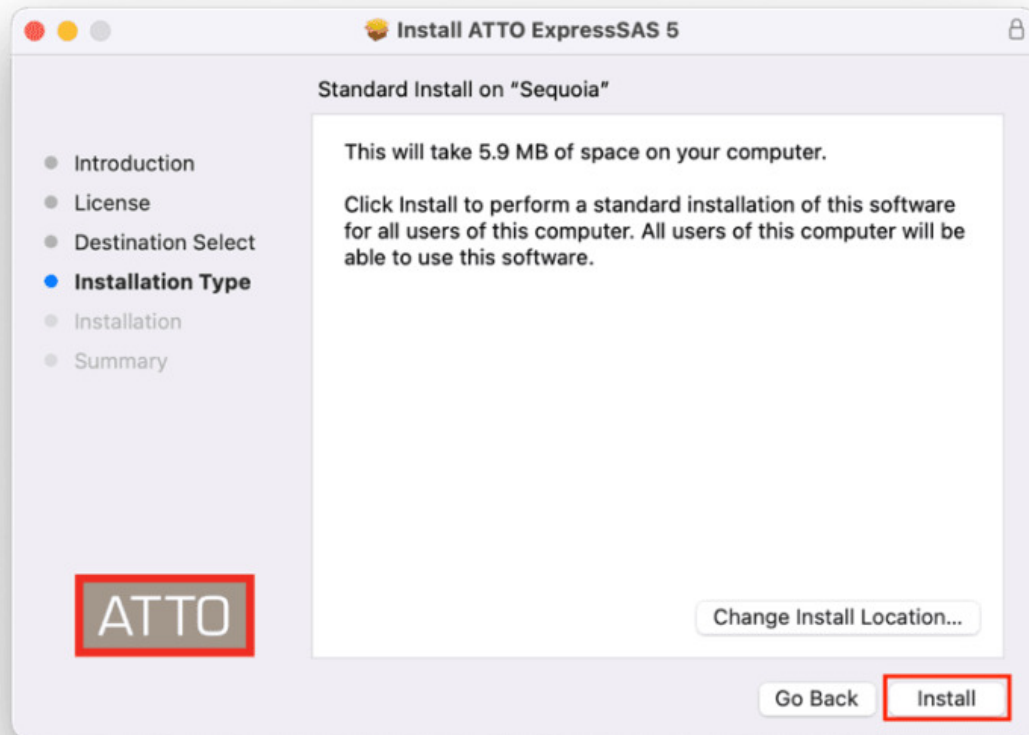 Install ATTO ExpressSAS 5
Standard Install on “Sequoia”
Introduction
License
Destination Select
Installation Type
Installation
Summary
This will take 5.9 MB of space on your computer.
Click Install to perform a standard installation of this software
for all users of this computer. All users of this computer will be
able to use this software.
ATTO
Change Install Location...
Go Back
Install